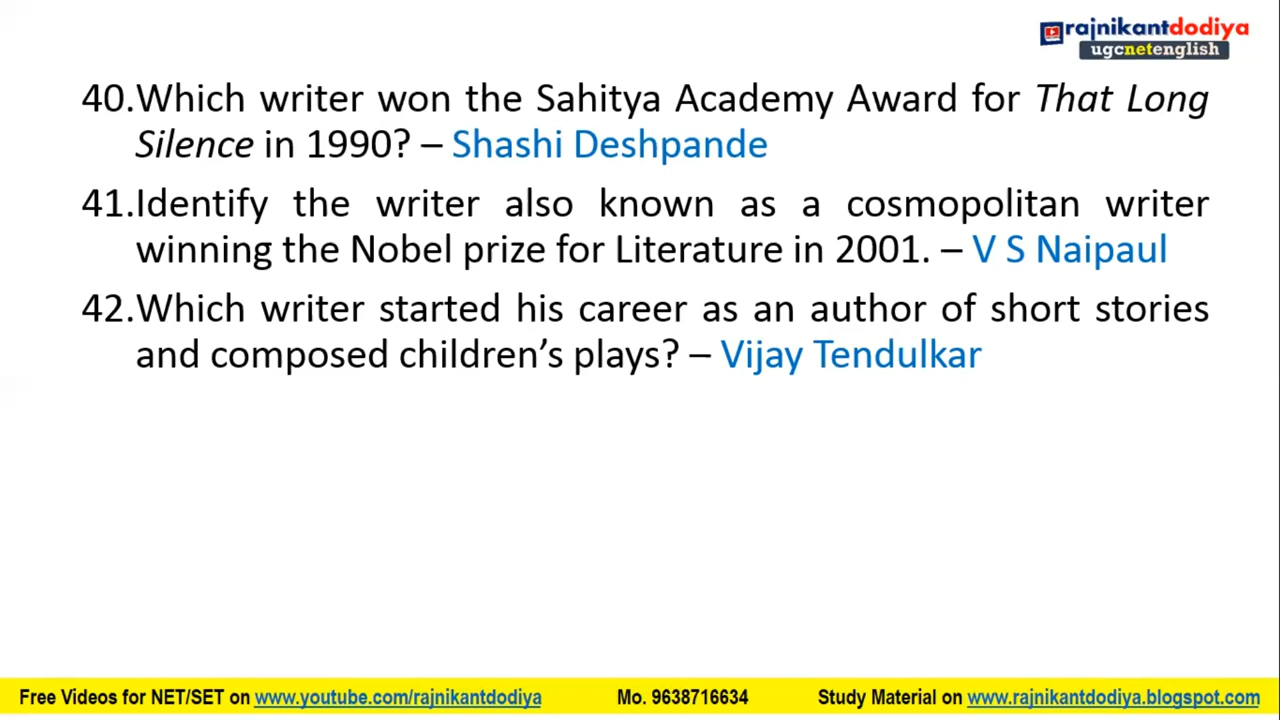 rajnikantdodiya
ugcnetenglish
40.Which writer won the Sahitya Academy Award for That Long
Silence in 1990? – Shashi Deshpande
41.Identify the writer also known as a cosmopolitan writer
winning the Nobel prize for Literature in 2001. – V S Naipaul
42.Which writer started his career as an author of short stories
and composed children’s plays? – Vijay Tendulkar
Free Videos for NET/SET on www.youtube.com/rajnikantdodiya Mo. 9638716634 Study Material on www.rajnikantdodiya.blogspot.com